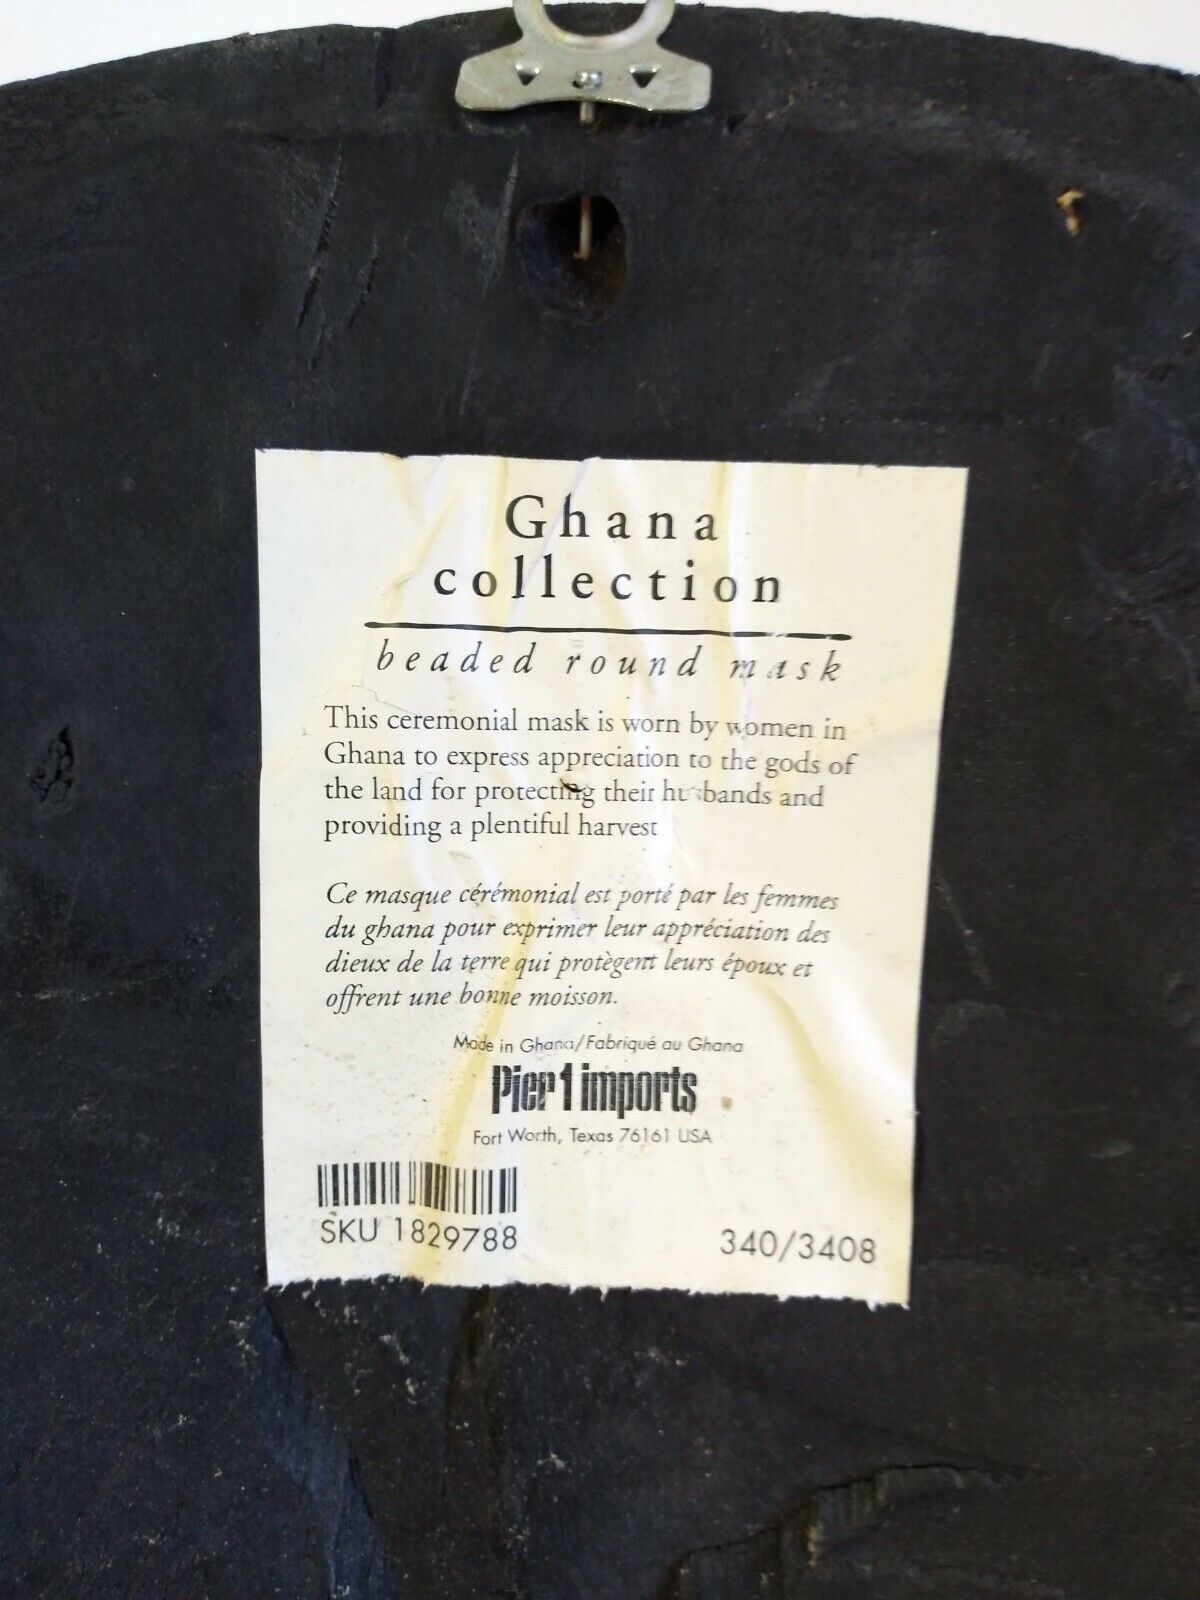 Ghana
collection
beaded round mask
This ceremonial mask is worn by women in
Ghana to express appreciation to the gods of
the land for protecting their husbands and
providing a plentiful harvest
Ce masque cérémonial est porté par les femmes
du ghana pour exprimer leur appréciation des
dieux de la terre qui protègent leurs époux et
offrent une bonne moisson.
Made in Ghana/Fabriqué au Ghana
Pier 1 imports
Fort Worth, Texas 76161 USA
SKU 1829788
340/3408